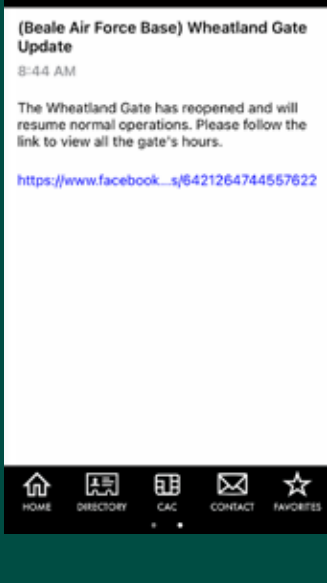 (Beale Air Force Base) Wheatland Gate
Update
8:44 AM
The Wheatland Gate has reopened and will
resume normal operations. Please follow the
link to view all the gate's hours.
https://www.facebook...s/6421264744557622
HOME DIRECTORY CAC CONTACT FAVORITES